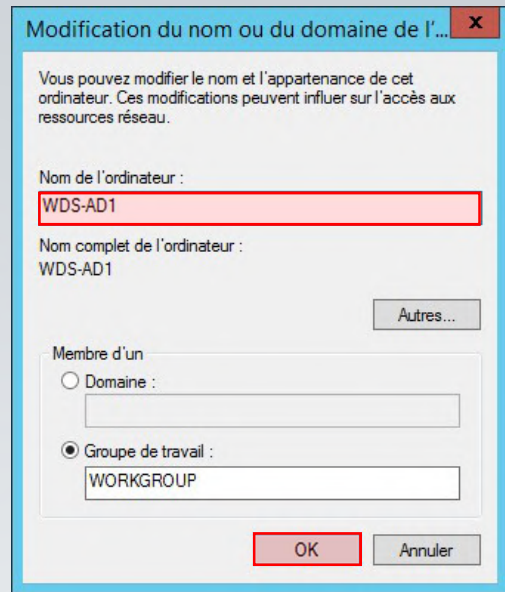 Modification du nom ou du domaine de l'...
x
Vous pouvez modifier le nom et l'appartenance de cet
ordinateur. Ces modifications peuvent influer sur l'accès aux
ressources réseau.
Nom de l'ordinateur :
WDS-AD1
Nom complet de l'ordinateur :
WDS-AD1
Autres...
Membre d'un
Domaine :
Groupe de travail :
WORKGROUP
OK
Annuler